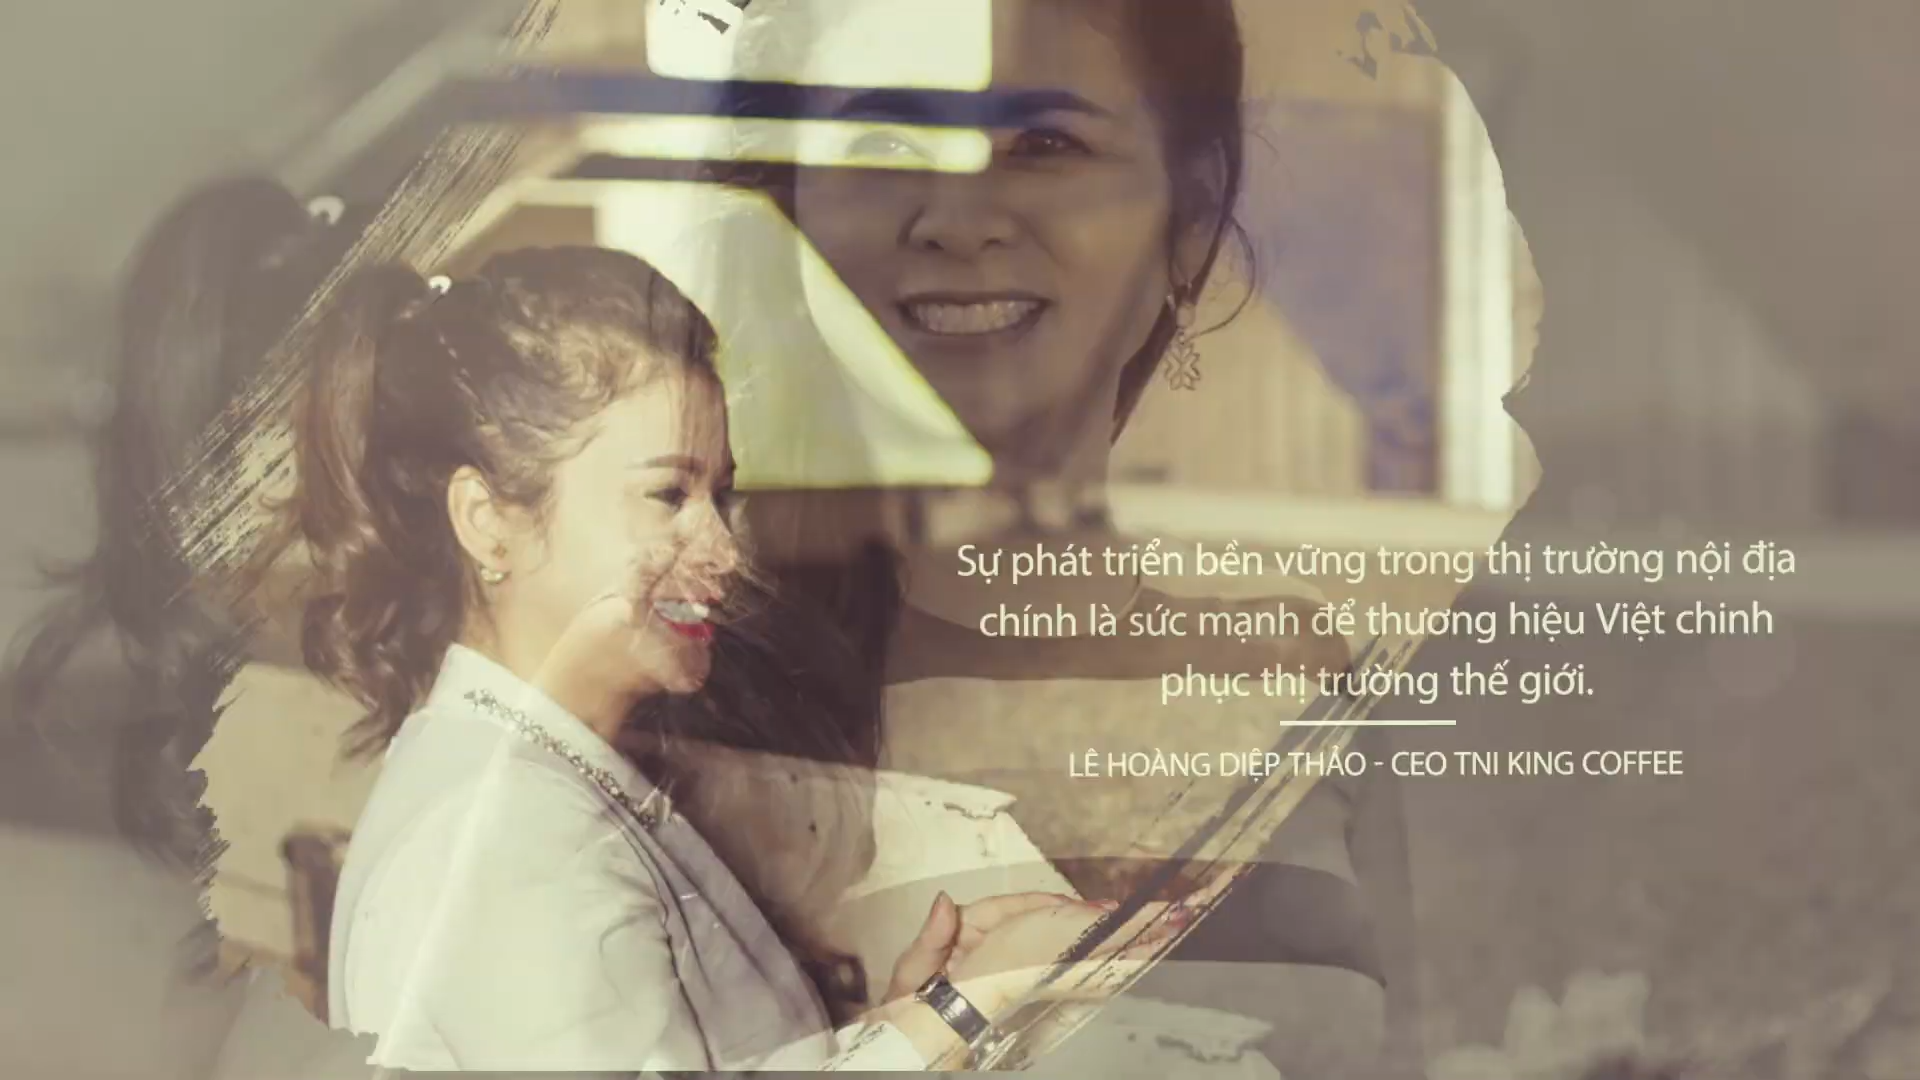 Sự phát triển bền vững trong thị trường nội địa
chính là sức mạnh để thương hiệu Việt chinh
phục thị trường thế giới.
LÊ HOÀNG DIỆP THẢO - CEO TNI KING COFFEE